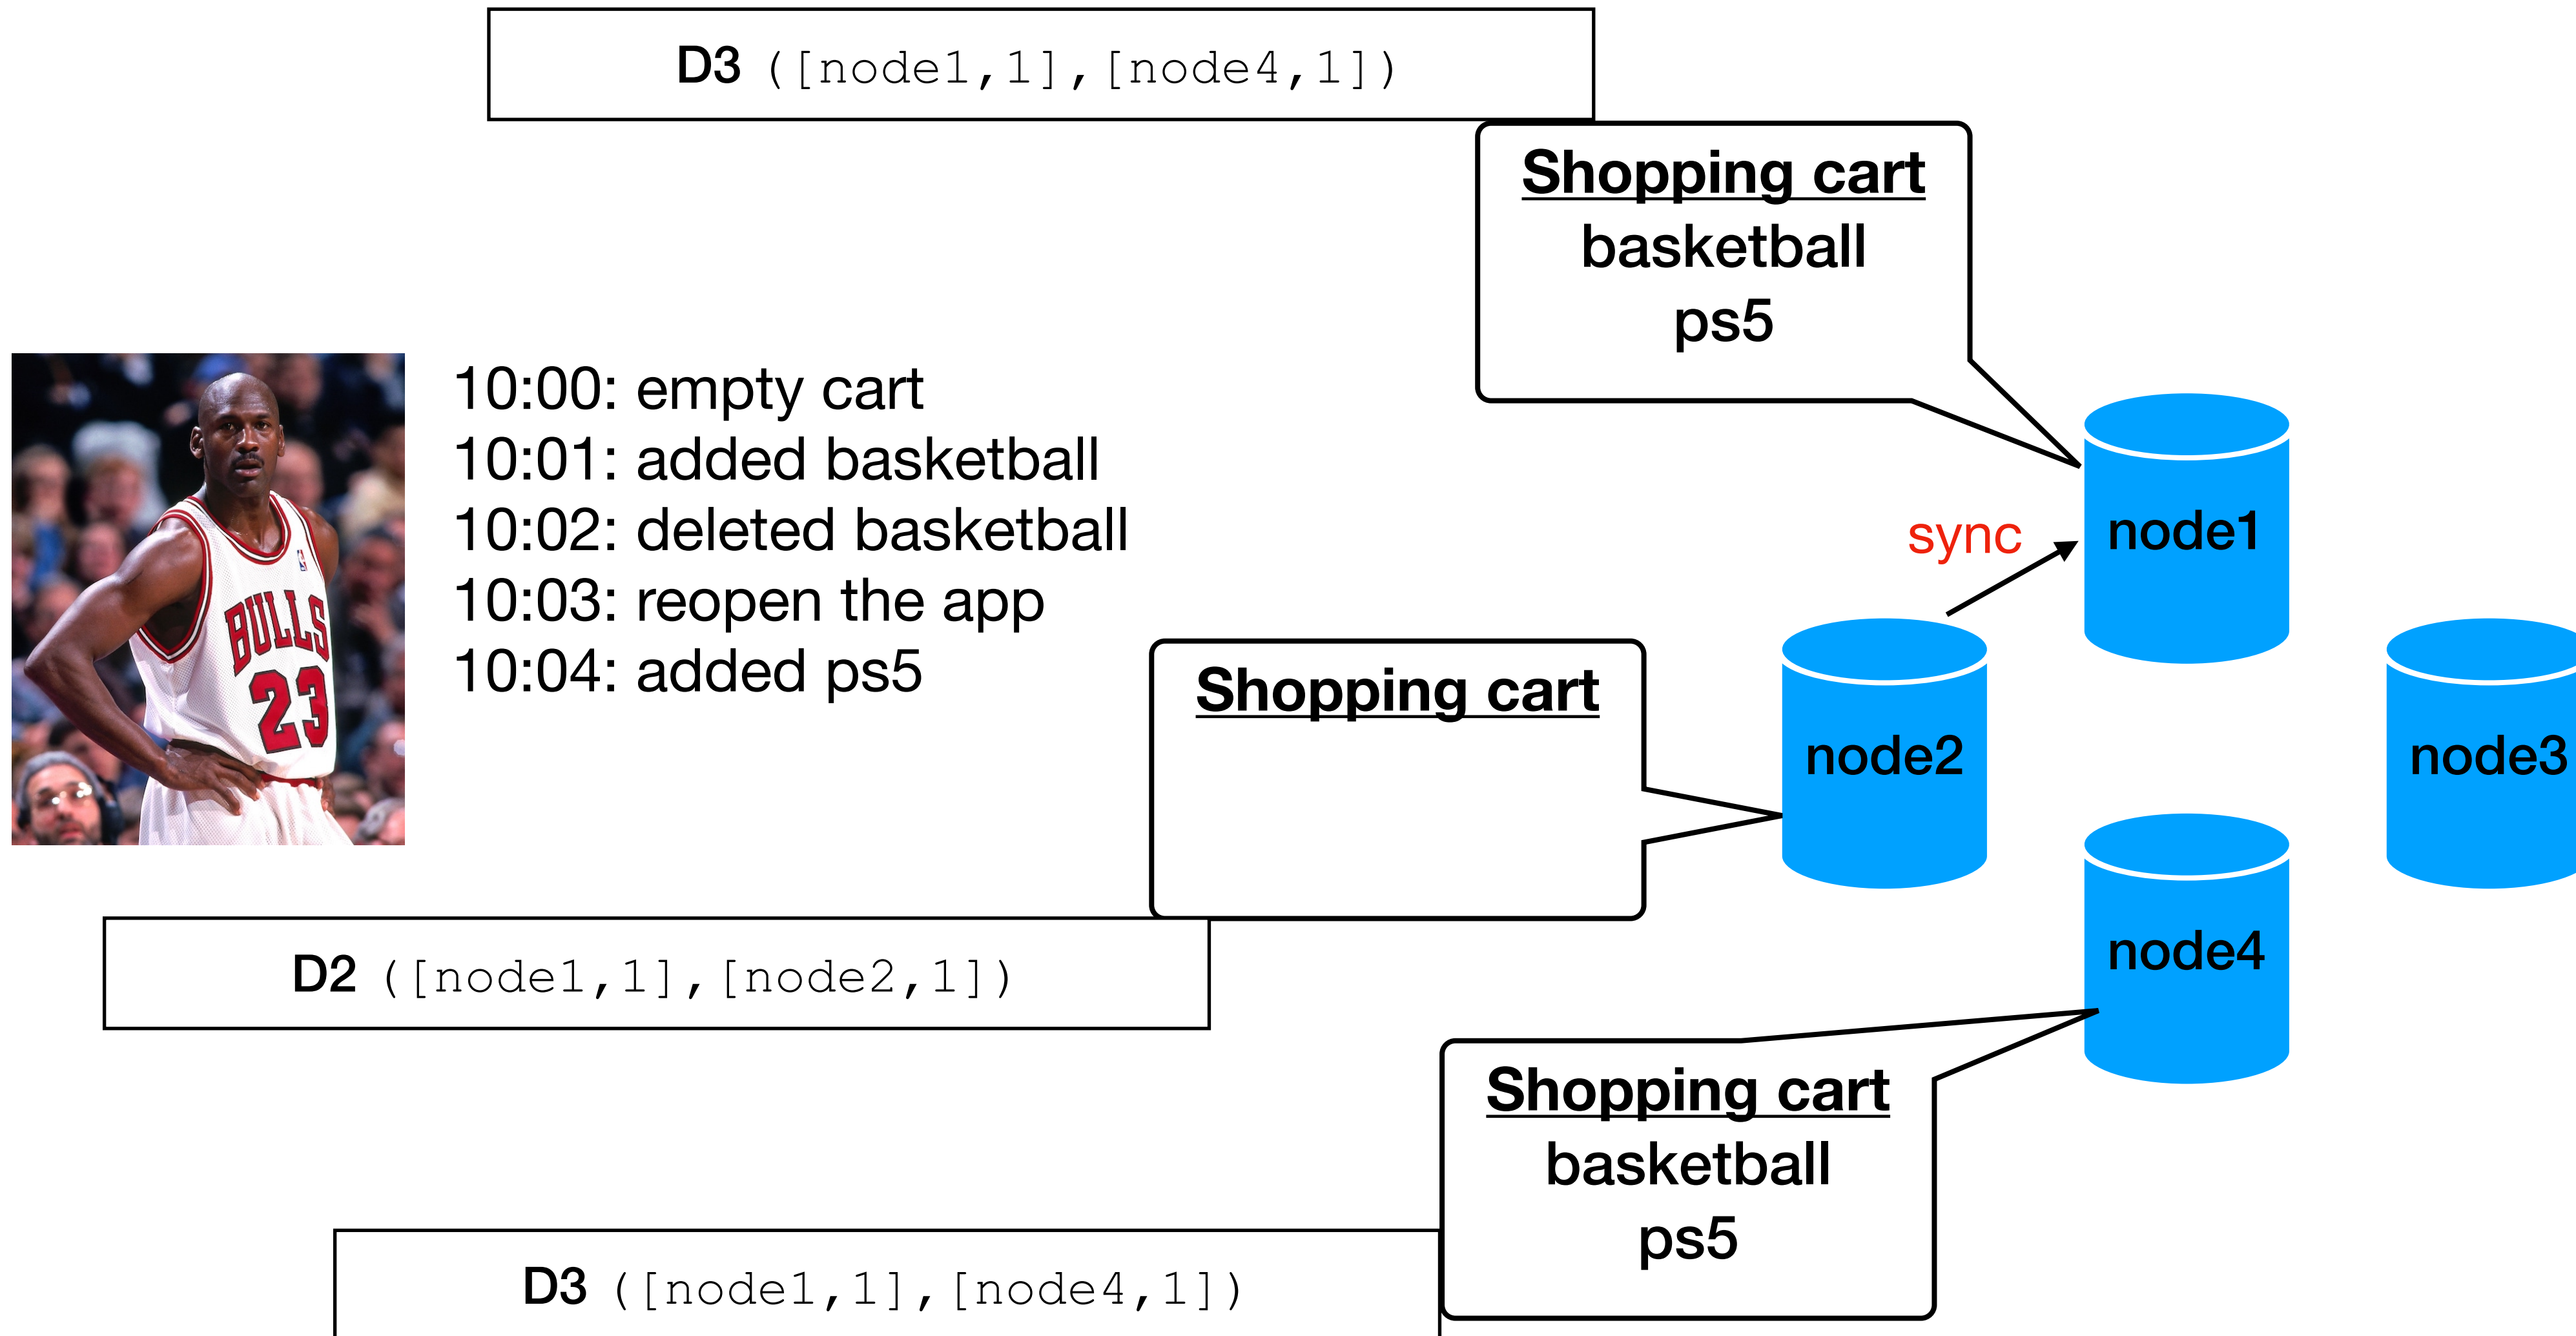 D3 ([node1,1],[node4,1])
Shopping cart
basketball
ps5
10:00: empty cart
10:01: added basketball
10:02: deleted basketball
10:03: reopen the app
10:04: added ps5
BULLS
23
sync
node1
Shopping cart
node2
node3
D2 ([node1,1],[node2,1])
node4
Shopping cart
basketball
ps5
D3 ([node1,1],[node4,1])